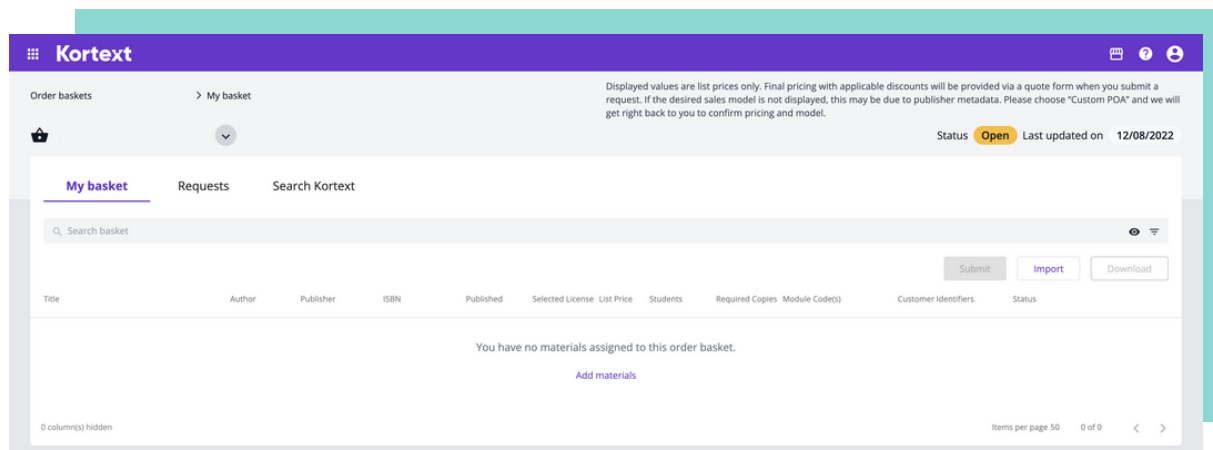 Kortext
Order baskets > My basket
Displayed values are list prices only. Final pricing with applicable discounts will be provided via a quote form when you submit a
request. If the desired sales model is not displayed, this may be due to publisher metadata. Please choose "Custom POA" and we will
get right back to you to confirm pricing and model.
Status Open Last updated on 12/08/2022
My basket Requests Search Kortext
Search basket
Submit Import Download
Title Author Publisher ISBN Published Selected License List Price Students Required Copies Module Code(s) Customer Identifiers Status
You have no materials assigned to this order basket.
Add materials
0 column(s) hidden Items per page 50 0 of 0 < >